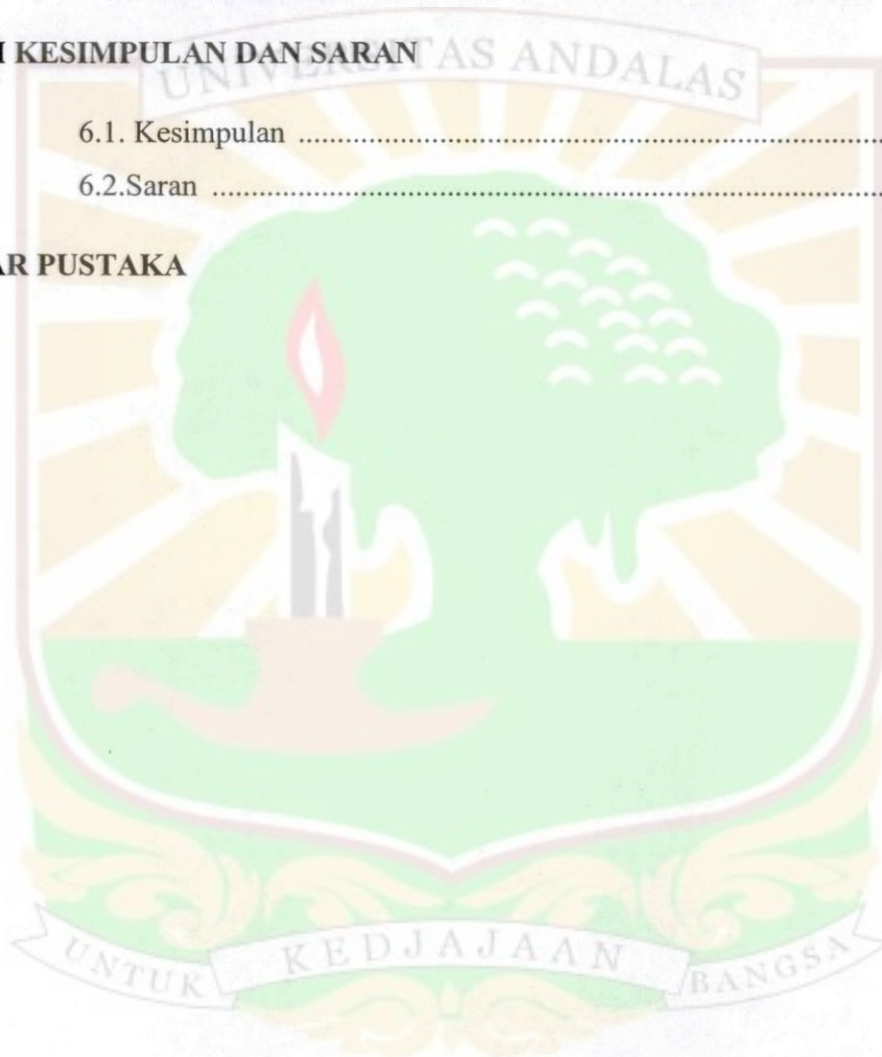 I KESIMPULAN DAN SARAN
UNIVERSITAS ANDALAS
6.1. Kesimpulan ................................................................................
6.2.Saran ................................................................................
AR PUSTAKA
UNTUK KEDJAJAAN BANGSA